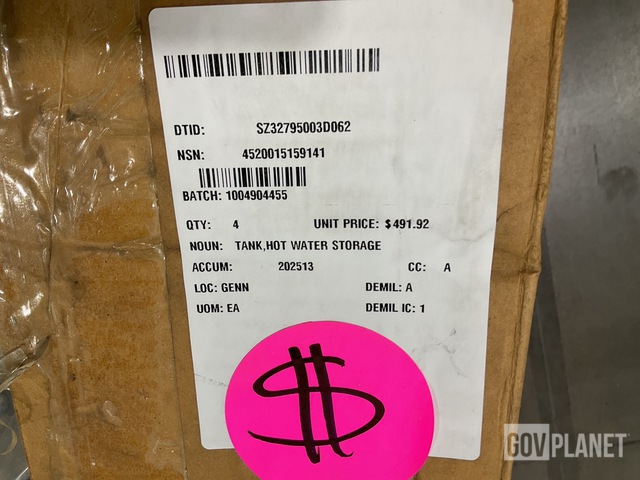 DTID: SZ32795003D062
NSN: 4520015159141
BATCH: 1004904455
QTY: 4 UNIT PRICE: $491.92
NOUN: TANK,HOT WATER STORAGE
ACCUM: 202513 CC: A
LOC: GENN DEMIL: A
UOM: EA DEMIL IC: 1
$
GOVPLANET